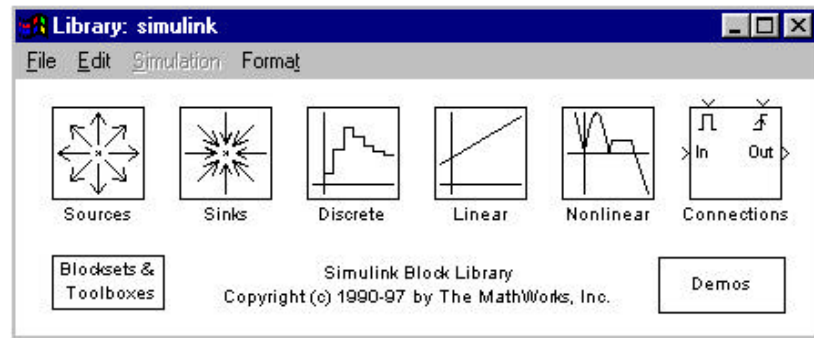 Library: simulink
File Edit Simulation Format
In Out
Sources Sinks Discrete Linear Nonlinear Connections
Blocksets &
Toolboxes
Simulink Block Library
Copyright (c) 1990-97 by The MathWorks, Inc.
Demos